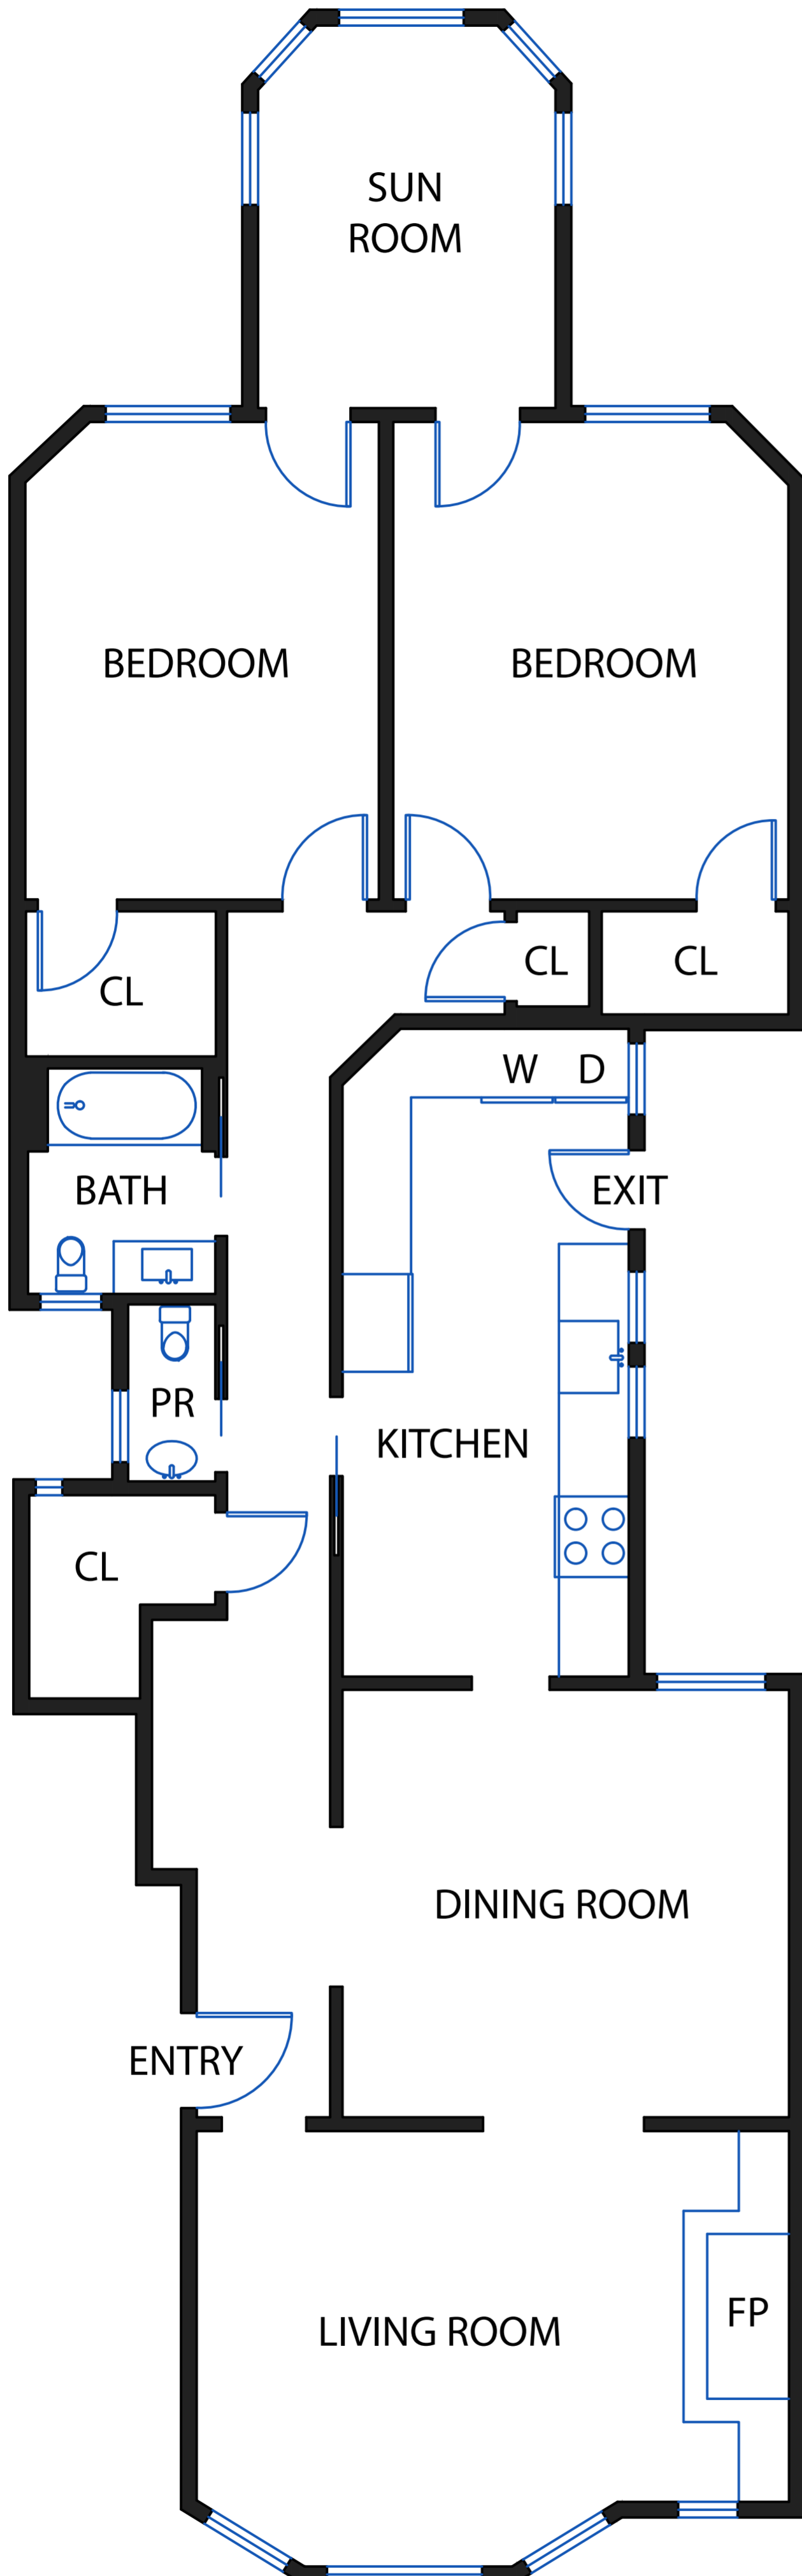 SUN
ROOM
BEDROOM
BEDROOM
CL
CL
CL
W
D
BATH
EXIT
PR
KITCHEN
CL
DINING ROOM
ENTRY
FP
LIVING ROOM